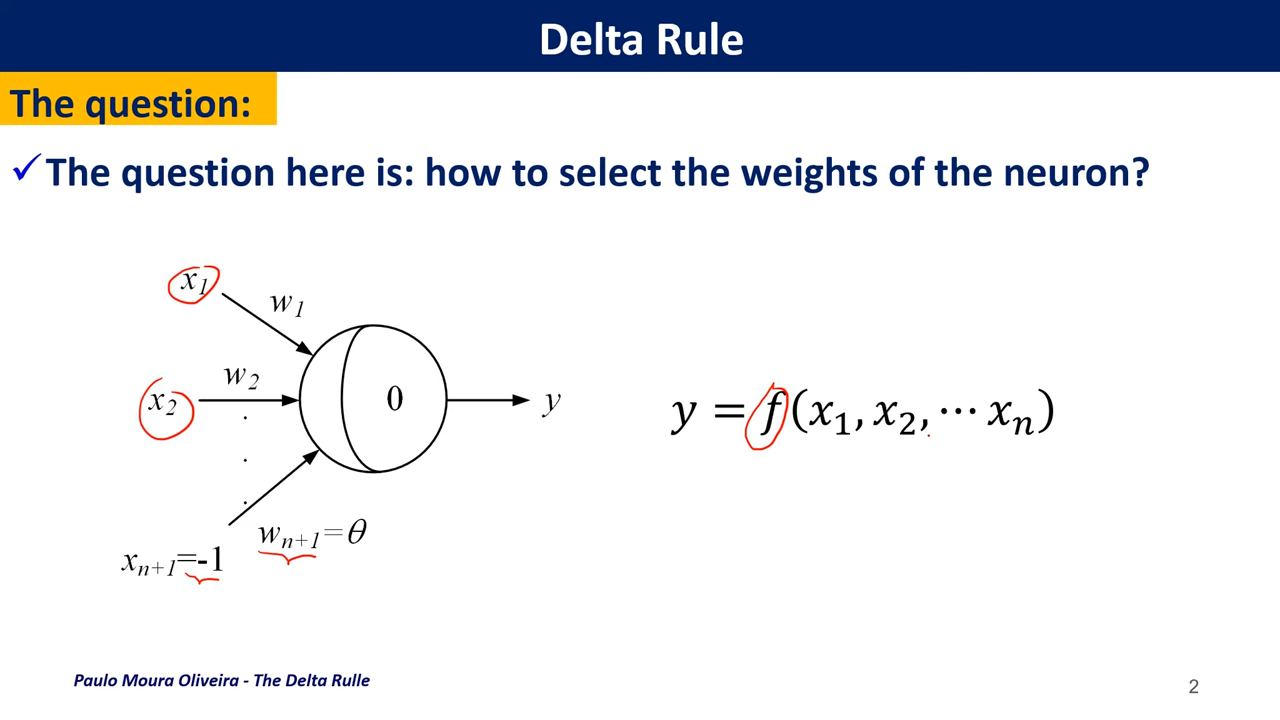 Delta Rule
The question:
✓The question here is: how to select the weights of the neuron?
x₁
w₁
w₂
x₂
0
y
y = f(x₁, x₂, ⋯ xₙ)
wₙ₊₁=θ
xₙ₊₁=-1
Paulo Moura Oliveira - The Delta Rulle
2